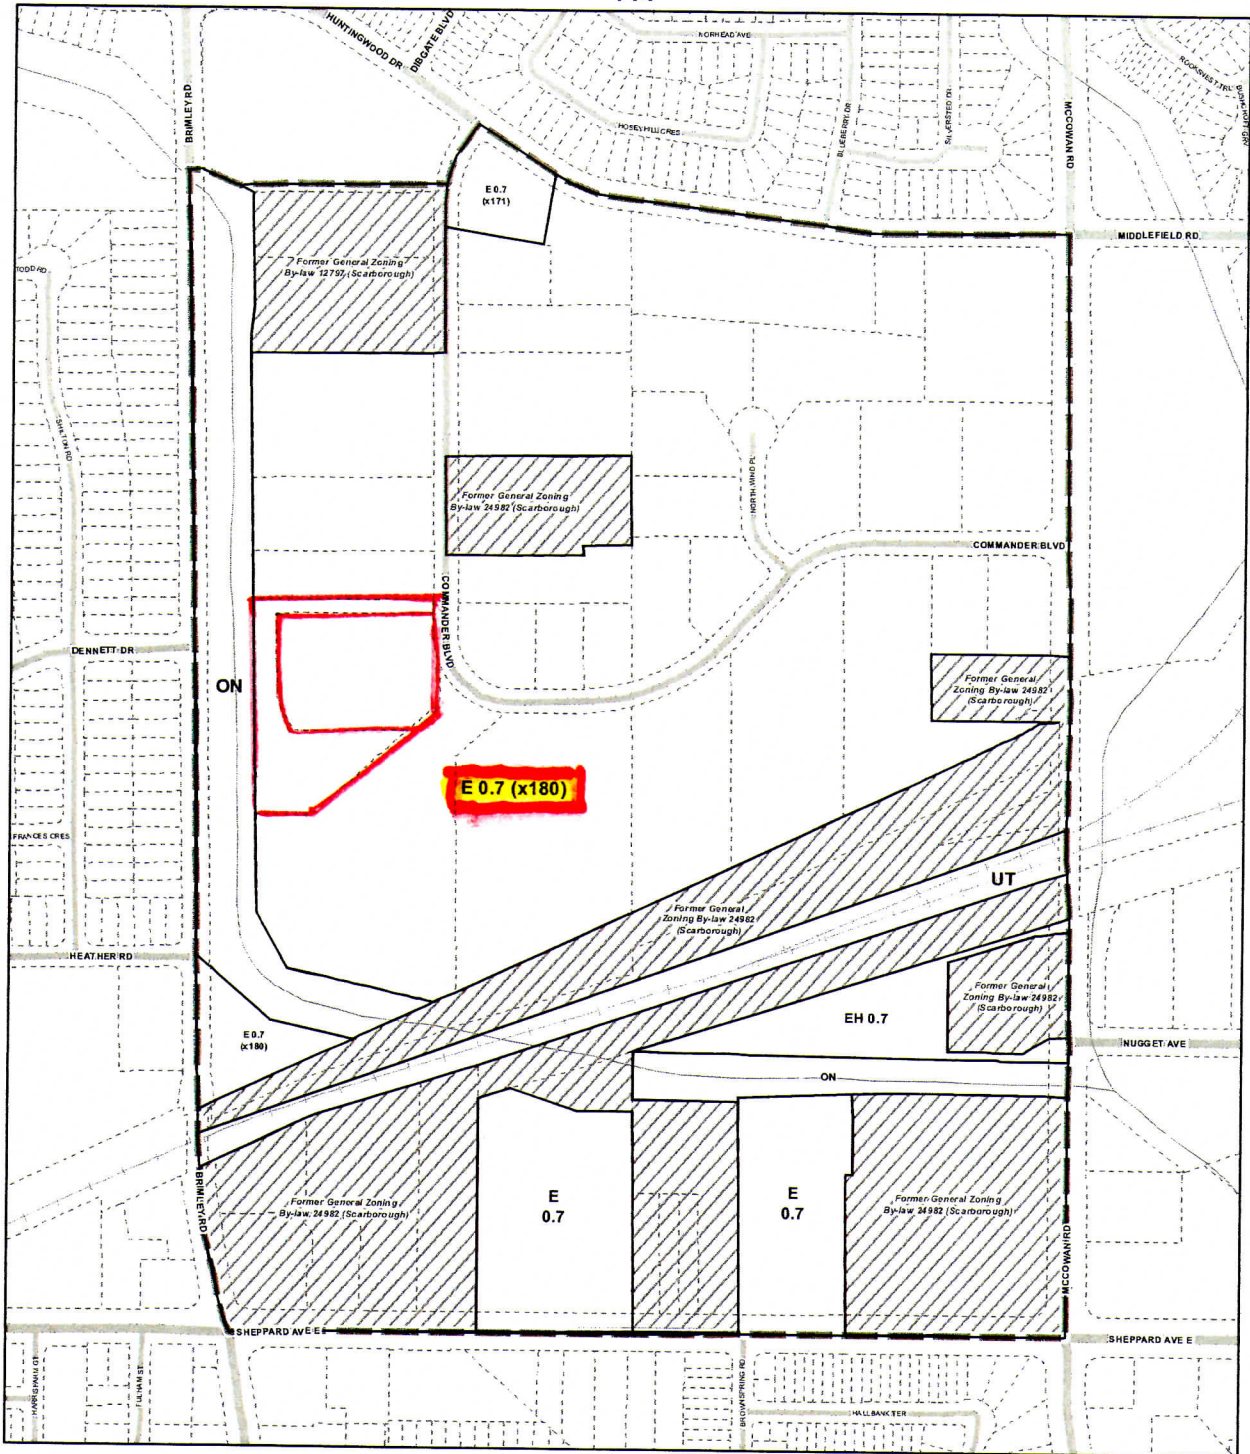 HUNTINGWOOD DR
DIBGATE BLVD
NORHEAD AVE
BRIMLEY RD
HOSEYHILL CRES
BLUEBERRY DR
SILVERSTED DR
MCCOWAN RD
E 0.7
(x171)
MIDDLEFIELD RD
Former General Zoning
By-law 12797 (Scarborough)
SHILTON RD
NORTH WIND PL
Former General Zoning
By-law 24982 (Scarborough)
COMMANDER BLVD
COMMANDER BLVD
DENNETT DR
ON
Former General
Zoning By-law 24982
(Scarborough)
E 0.7 (x180)
FRANCES CRES
UT
Former General
Zoning By-law 24982
(Scarborough)
HEATHER RD
Former General
Zoning By-law 24982
(Scarborough)
EH 0.7
E 0.7
(x180)
NUGGET AVE
ON
BRIMLEY RD
Former General Zoning
By-law 24982 (Scarborough)
E
0.7
E
0.7
Former General Zoning
By-law 24982 (Scarborough)
MCCOWAN RD
SHEPPARD AVE E
SHEPPARD AVE E
FULHAM ST
BROWNSPRING RD
HALLBANK TER